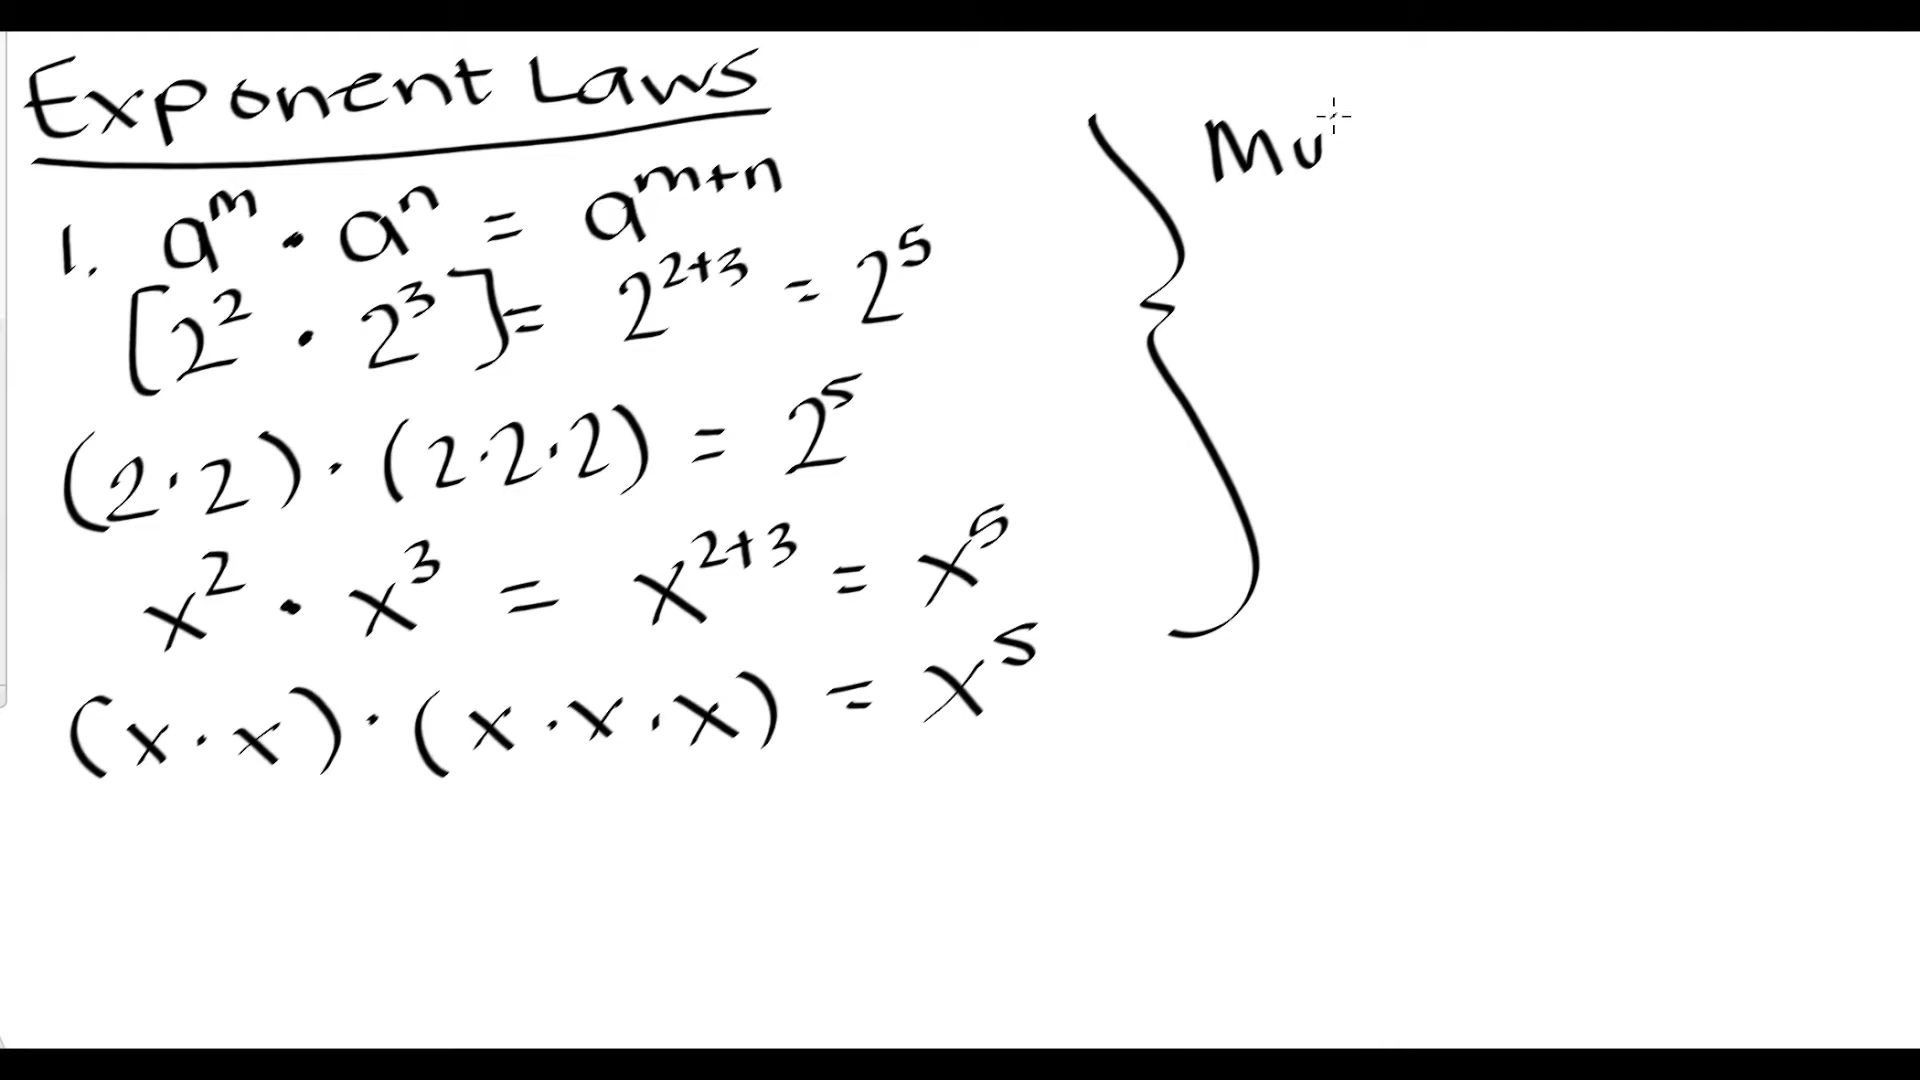 Exponent Laws
1. a^m · a^n = a^(m+n)
[2^2 · 2^3] = 2^(2+3) = 2^5
(2·2)·(2·2·2) = 2^5
x^2 · x^3 = x^(2+3) = x^5
(x·x)·(x·x·x) = x^5
} Mu